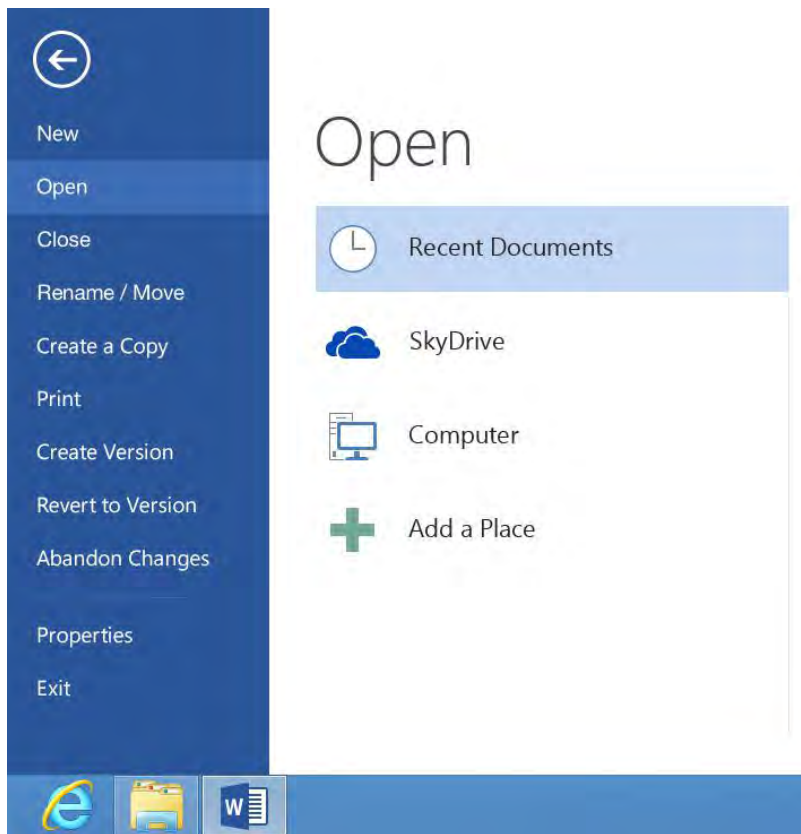 New
Open
Close
Rename / Move
Create a Copy
Print
Create Version
Revert to Version
Abandon Changes
Properties
Exit
Open
Recent Documents
SkyDrive
Computer
Add a Place
W